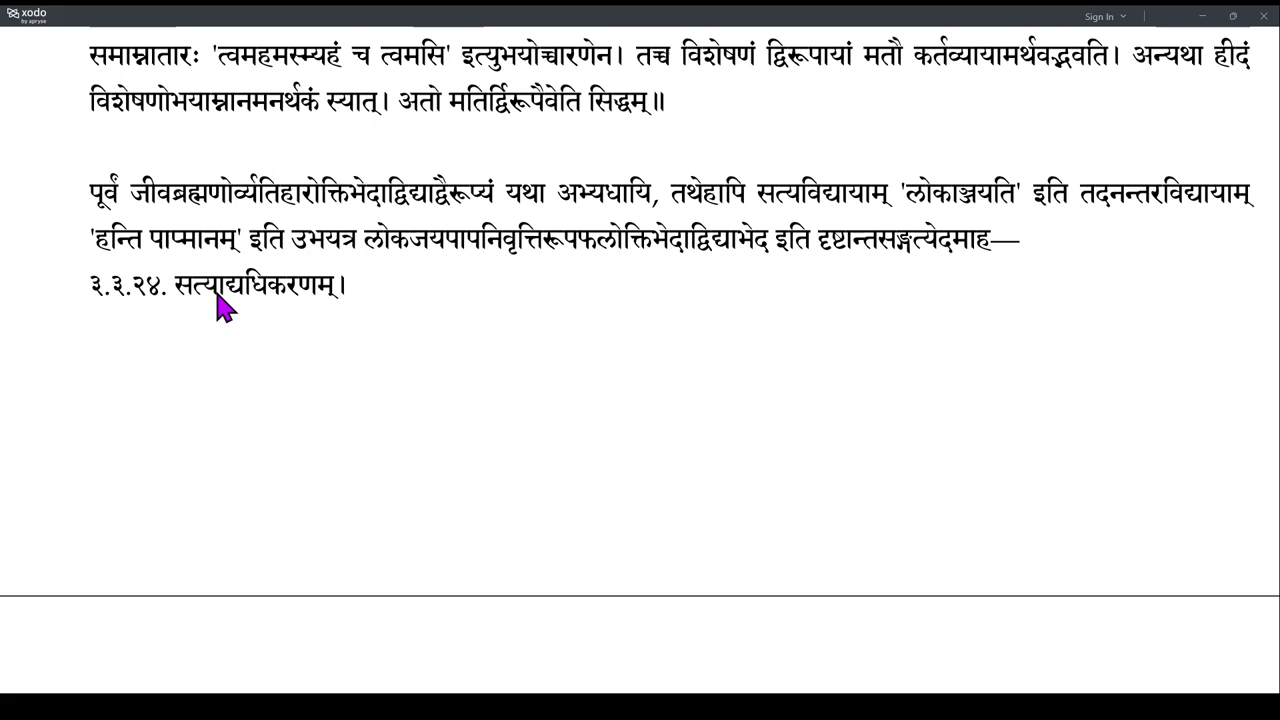 xodo
by apryse
Sign In
समाम्नातारः 'त्वमहमस्म्यहं च त्वमसि' इत्युभयोच्चारणेन। तच्च विशेषणं द्विरूपायां मतौ कर्तव्यायामर्थवद्भवति। अन्यथा हीदं
विशेषणोभयाम्नानमनर्थकं स्यात्। अतो मतिर्द्विरूपैवेति सिद्धम्॥
पूर्वं जीवब्रह्मणोर्व्यतिहारोक्तिभेदाद्विद्याद्वैरूप्यं यथा अभ्यधायि, तथेहापि सत्यविद्यायाम् 'लोकाञ्जयति' इति तदनन्तरविद्यायाम्
'हन्ति पाप्मानम्' इति उभयत्र लोकजयपापनिवृत्तिरूपफलोक्तिभेदाद्विद्याभेद इति दृष्टान्तसङ्गत्येदमाह—
३.३.२४. सत्याद्यधिकरणम्।